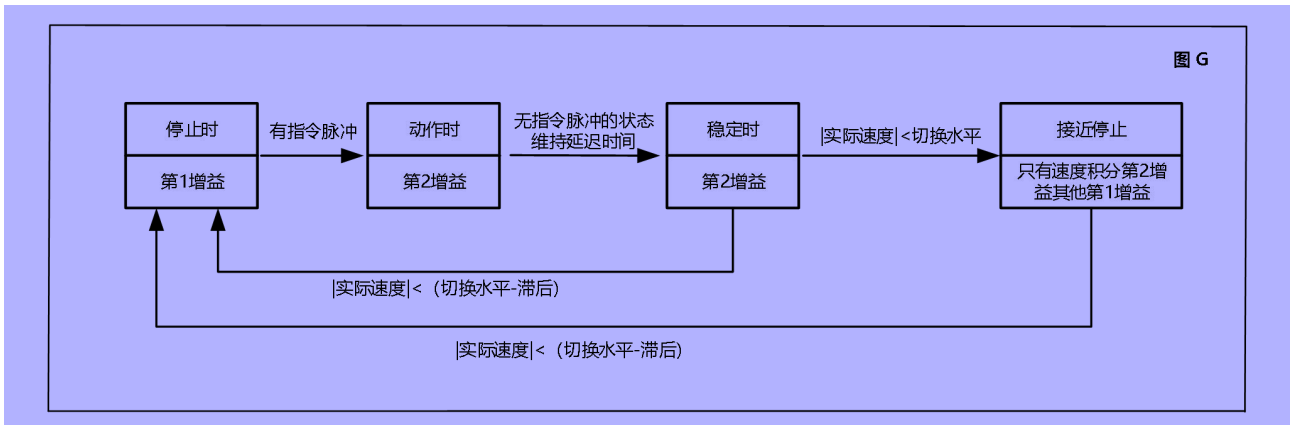 图 G
停止时
第1增益
有指令脉冲
动作时
第2增益
无指令脉冲的状态
维持延迟时间
稳定时
第2增益
|实际速度|<切换水平
接近停止
只有速度积分第2增
益其他第1增益
|实际速度|<（切换水平-滞后）
|实际速度|<（切换水平-滞后）